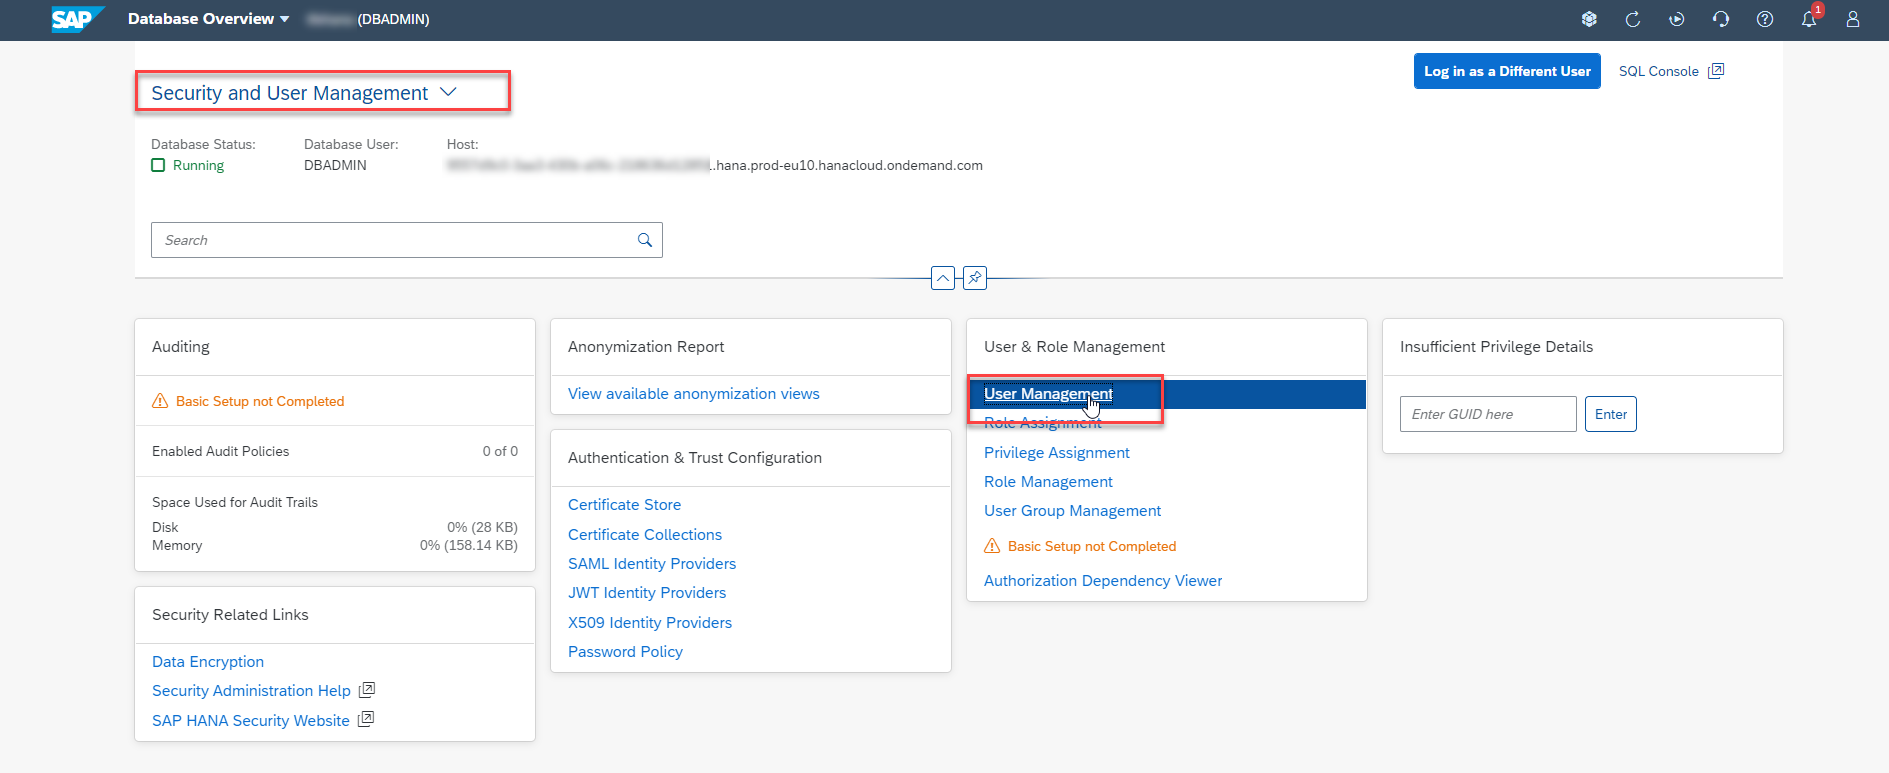 SAP Database Overview (DBADMIN) 1
Security and User Management
Log in as a Different User SQL Console
Database Status: Database User: Host:
Running DBADMIN .hana.prod-eu10.hanacloud.ondemand.com
Search
Auditing
Basic Setup not Completed
Enabled Audit Policies 0 of 0
Space Used for Audit Trails
Disk 0% (28 KB)
Memory 0% (158.14 KB)
Security Related Links
Data Encryption
Security Administration Help
SAP HANA Security Website
Anonymization Report
View available anonymization views
Authentication & Trust Configuration
Certificate Store
Certificate Collections
SAML Identity Providers
JWT Identity Providers
X509 Identity Providers
Password Policy
User & Role Management
User Management
Role Assignment
Privilege Assignment
Role Management
User Group Management
Basic Setup not Completed
Authorization Dependency Viewer
Insufficient Privilege Details
Enter GUID here Enter